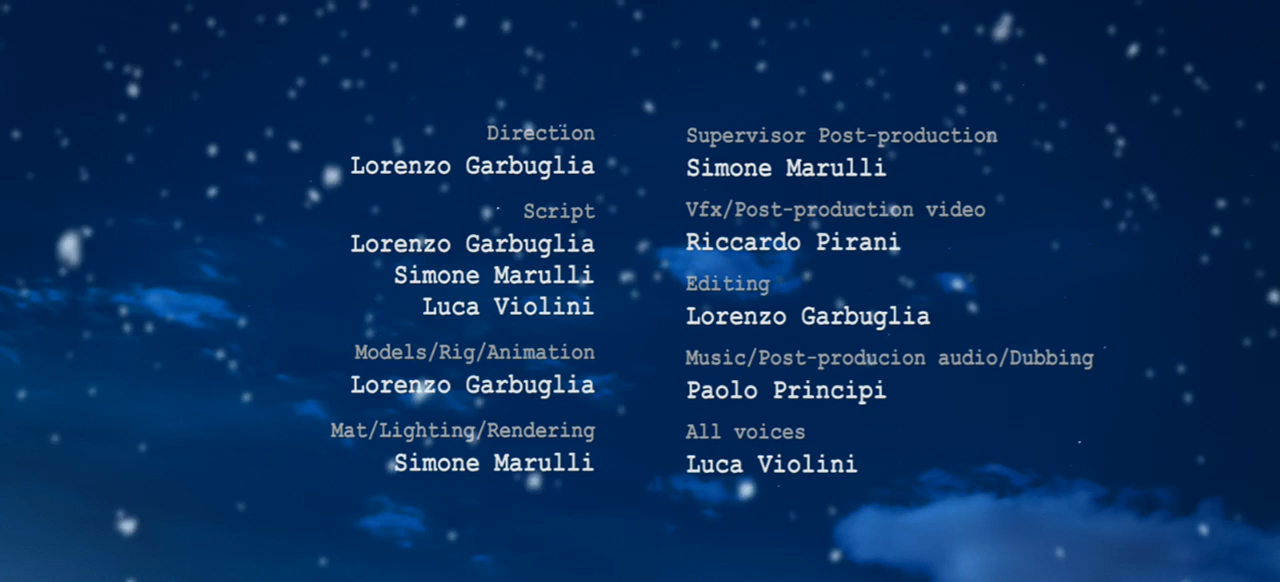 Direction
Lorenzo Garbuglia
Script
Lorenzo Garbuglia
Simone Marulli
Luca Violini
Models/Rig/Animation
Lorenzo Garbuglia
Mat/Lighting/Rendering
Simone Marulli
Supervisor Post-production
Simone Marulli
Vfx/Post-production video
Riccardo Pirani
Editing
Lorenzo Garbuglia
Music/Post-producion audio/Dubbing
Paolo Principi
All voices
Luca Violini